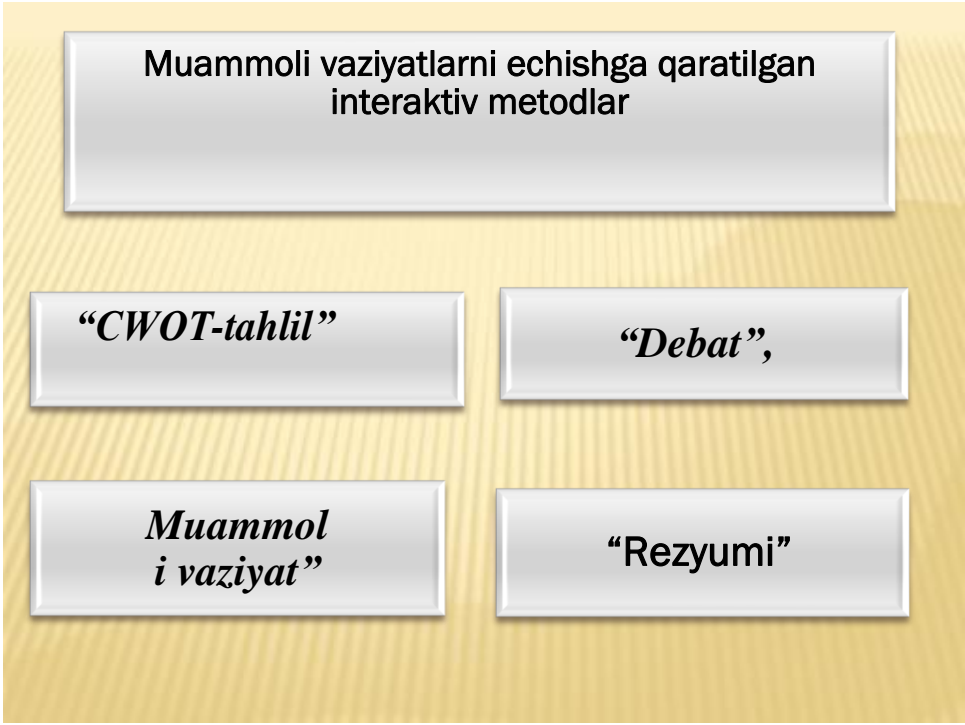 Muammoli vaziyatlarni echishga qaratilgan
interaktiv metodlar
“CWOT-tahlil”
“Debat”,
Muammol
i vaziyat”
“Rezyumi”